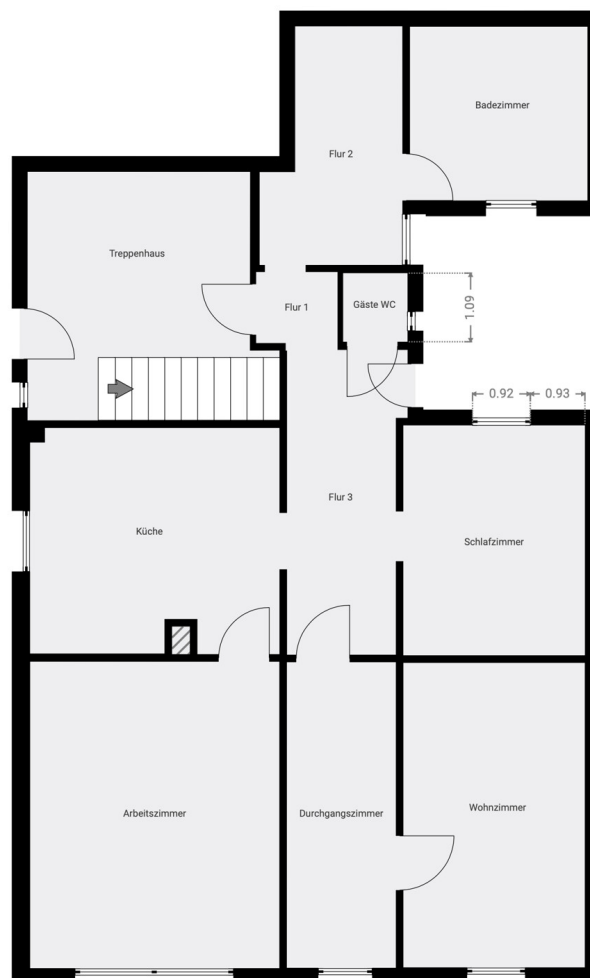 Badezimmer
Flur 2
Treppenhaus
Flur 1
Gäste WC
1.09
0.92
0.93
Flur 3
Küche
Schlafzimmer
Arbeitszimmer
Durchgangszimmer
Wohnzimmer